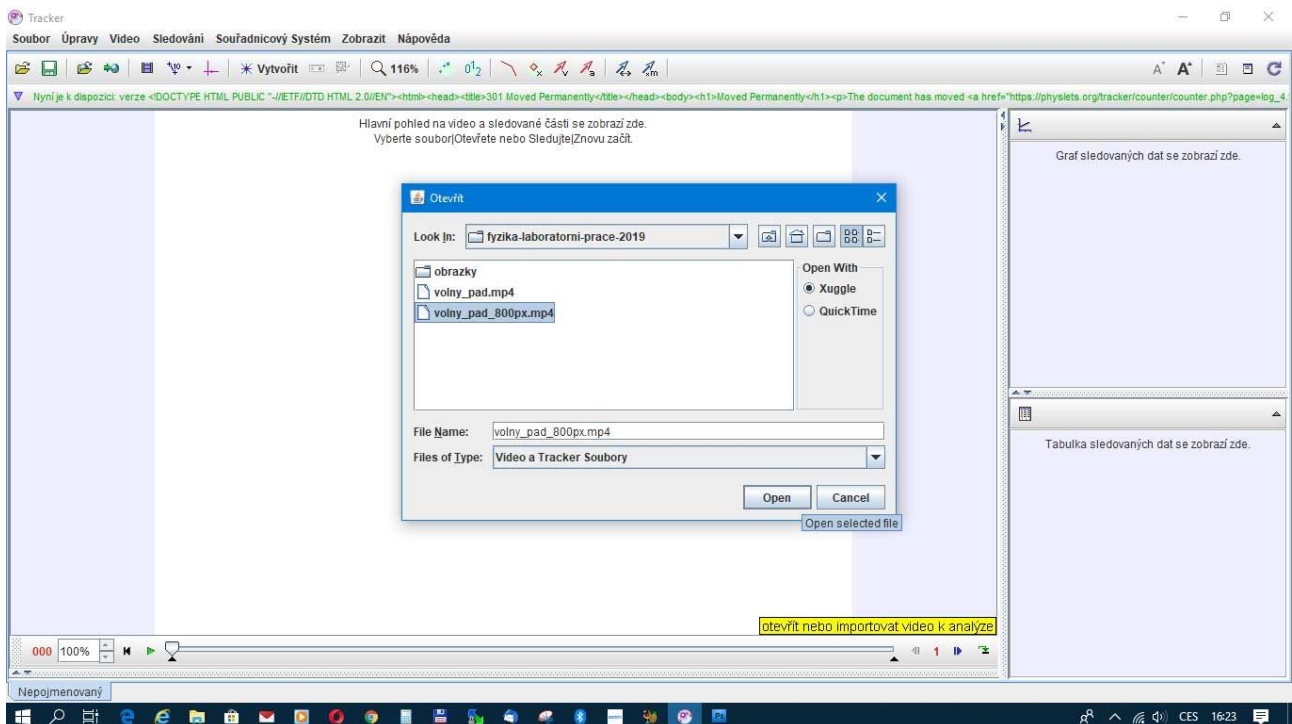 Tracker
Soubor Úpravy Video Sledování Souřadnicový Systém Zobrazit Nápověda
Vytvořit 116%
Nyní je k dispozici: verze <!DOCTYPE HTML PUBLIC "-//IETF//DTD HTML 2.0//EN"><html><head><title>301 Moved Permanently</title></head><body><h1>Moved Permanently</h1><p>The document has moved <a href="https://physlets.org/tracker/counter/counter.php?page=log_4.
Hlavní pohled na video a sledované části se zobrazí zde.
Vyberte soubor|Otevřete nebo Sledujte|Znovu začít.
Graf sledovaných dat se zobrazí zde.
Otevřít
Look In: fyzika-laboratorni-prace-2019
obrazky
volny_pad.mp4
volny_pad_800px.mp4
Open With
Xuggle
QuickTime
File Name: volny_pad_800px.mp4
Files of Type: Video a Tracker Soubory
Open Cancel
Open selected file
Tabulka sledovaných dat se zobrazí zde.
otevřít nebo importovat video k analýze
000 100% 1
Nepojmenovaný
CES 16:23